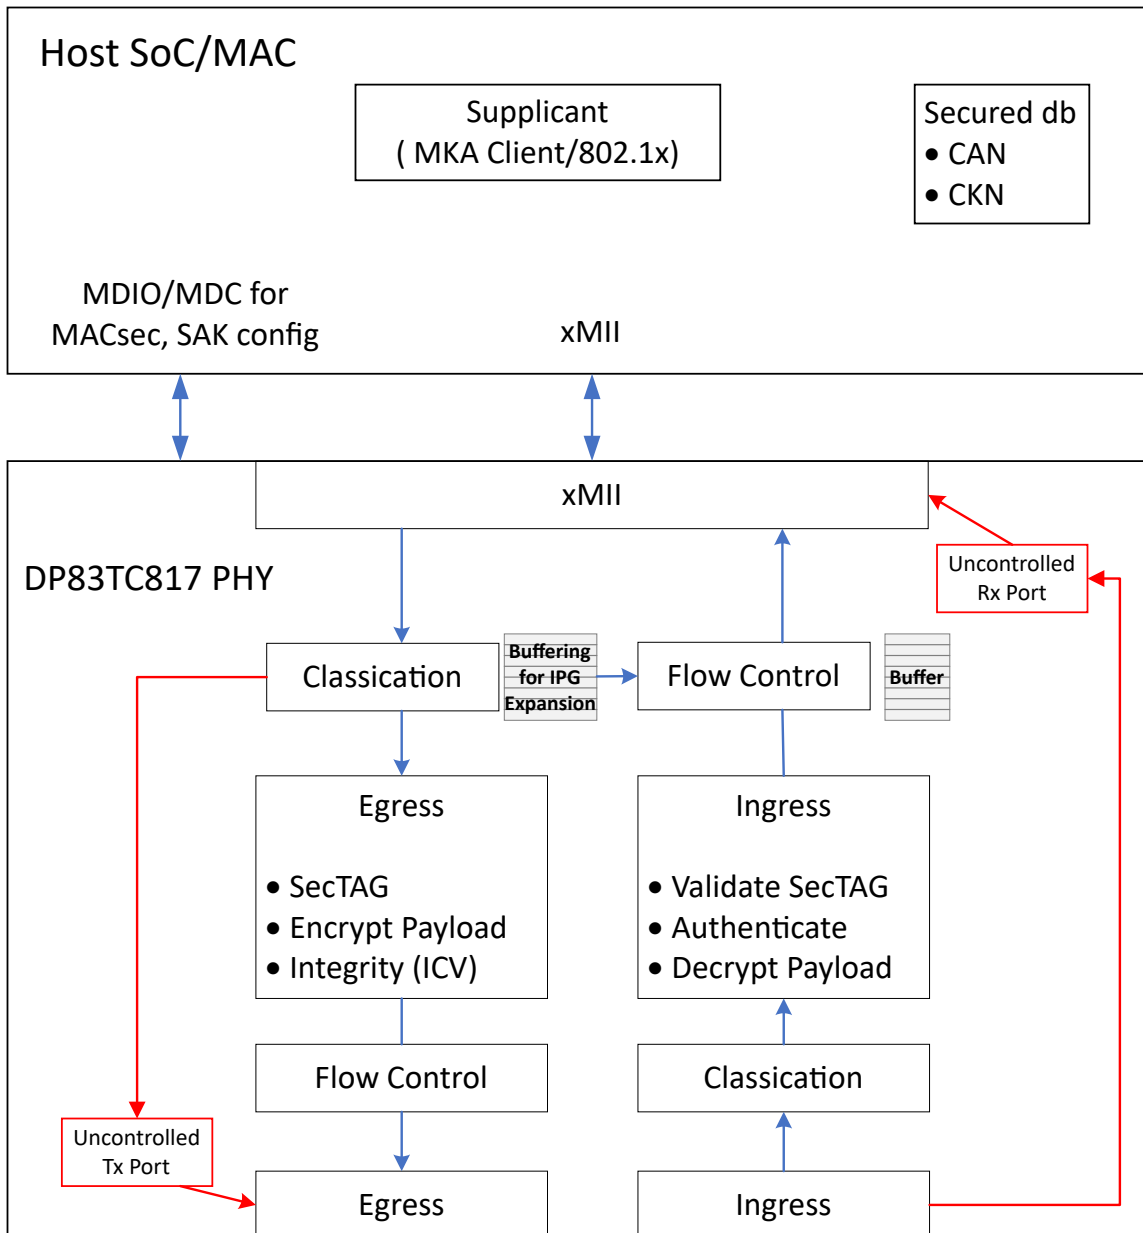 Host SoC/MAC
Supplicant
( MKA Client/802.1x)
Secured db
• CAN
• CKN
MDIO/MDC for
MACsec, SAK config
xMII
xMII
DP83TC817 PHY
Uncontrolled
Rx Port
Classication
Buffering
for IPG
Expansion
Flow Control
Buffer
Egress
• SecTAG
• Encrypt Payload
• Integrity (ICV)
Ingress
• Validate SecTAG
• Authenticate
• Decrypt Payload
Flow Control
Classication
Uncontrolled
Tx Port
Egress
Ingress